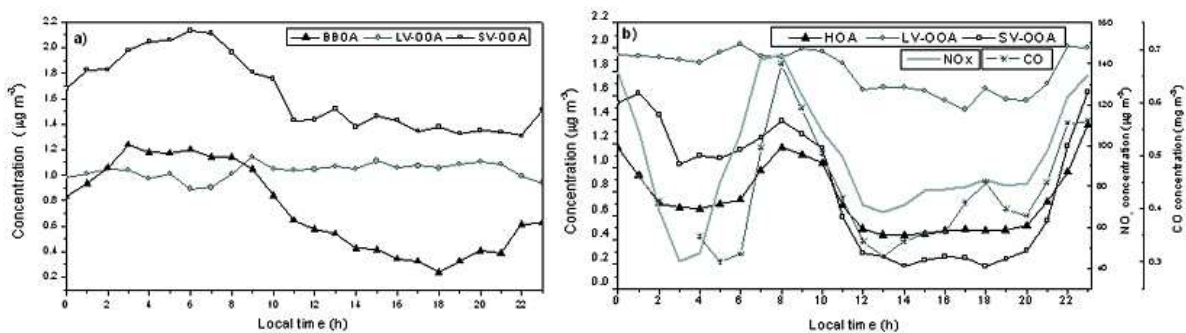 a)
BBOA LV-OOA SV-OOA
Concentration (µg m⁻³)
2.2
2.0
1.8
1.6
1.4
1.2
1.0
0.8
0.6
0.4
0.2
0 2 4 6 8 10 12 14 16 18 20 22
Local time (h)
b)
HOA LV-OOA SV-OOA
NOx CO
Concentration (µg m⁻³)
2.2
2.0
1.8
1.6
1.4
1.2
1.0
0.8
0.6
0.4
0.2
0.0
0 2 4 6 8 10 12 14 16 18 20 22
Local time (h)
160
140
120
100
80
60
40
NOx concentration (µg m⁻³)
0.7
0.6
0.5
0.4
0.3
CO concentration (mg m⁻³)